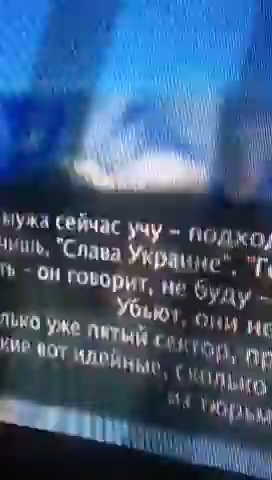 мужа сейчас учу – подхо
чишь, "Слава Украине", "Г
ть - он говорит, не буду –
Убьют, они не
лько уже пятый сектор, пр
кие вот идейные, сколько
из тюрьм